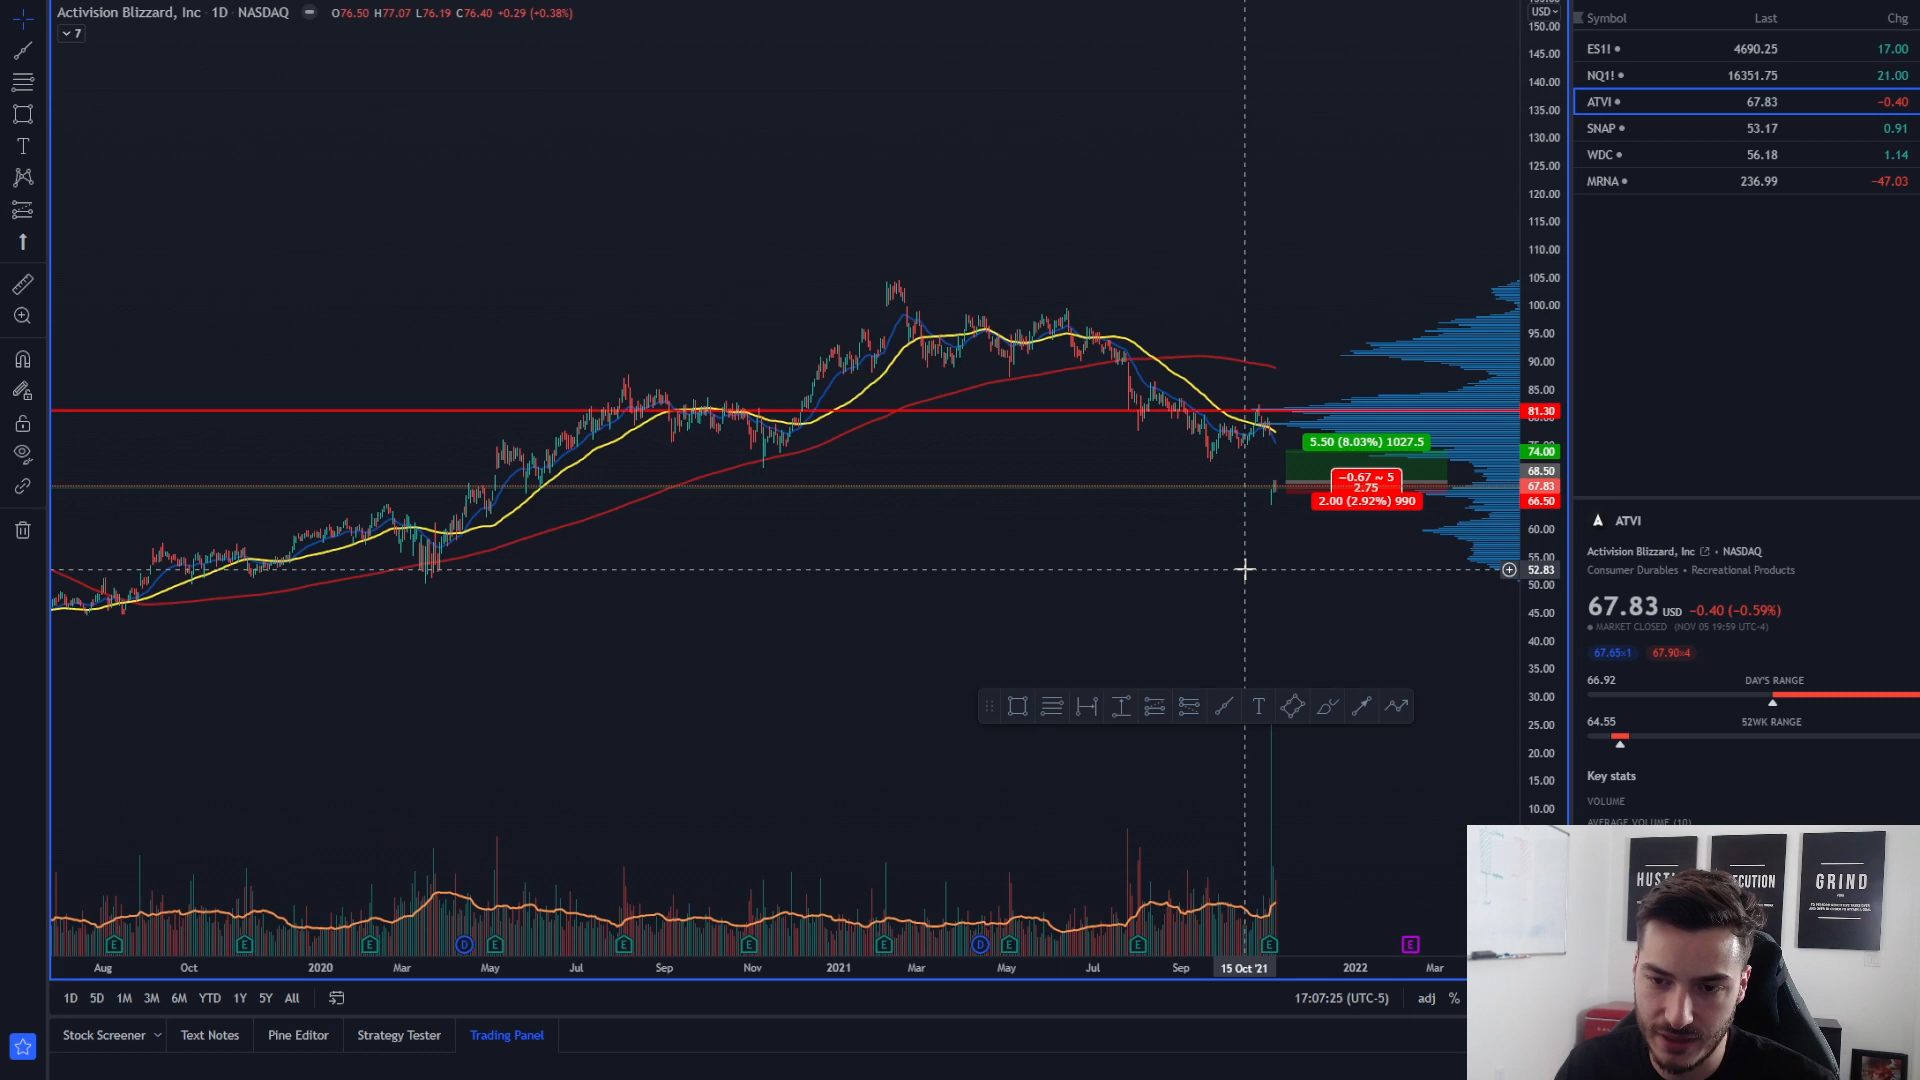 Activision Blizzard, Inc · 1D · NASDAQ O76.50 H77.07 L76.19 C76.40 +0.29 (+0.38%)
7
USD
150.00
145.00
140.00
135.00
130.00
125.00
120.00
115.00
110.00
105.00
100.00
95.00
90.00
85.00
81.30
74.00
68.50
67.83
66.50
60.00
55.00
52.83
50.00
45.00
40.00
35.00
30.00
25.00
20.00
15.00
10.00
5.50 (8.03%) 1027.5
−0.67 ~ 5
2.75
2.00 (2.92%) 990
E E E D E E E E D E E E E
Aug Oct 2020 Mar May Jul Sep Nov 2021 Mar May Jul Sep 15 Oct '21 2022 Mar
1D 5D 1M 3M 6M YTD 1Y 5Y All
17:07:25 (UTC-5) adj %
Stock Screener Text Notes Pine Editor Strategy Tester Trading Panel
Symbol Last Chg
ES1! 4690.25 17.00
NQ1! 16351.75 21.00
ATVI 67.83 −0.40
SNAP 53.17 0.91
WDC 56.18 1.14
MRNA 236.99 −47.03
ATVI
Activision Blizzard, Inc • NASDAQ
Consumer Durables • Recreational Products
67.83 USD −0.40 (−0.59%)
MARKET CLOSED (NOV 05 19:59 UTC-4)
67.65×1 67.90×4
66.92 DAY'S RANGE
64.55 52WK RANGE
Key stats
VOLUME
AVERAGE VOLUME (10)
GRIND